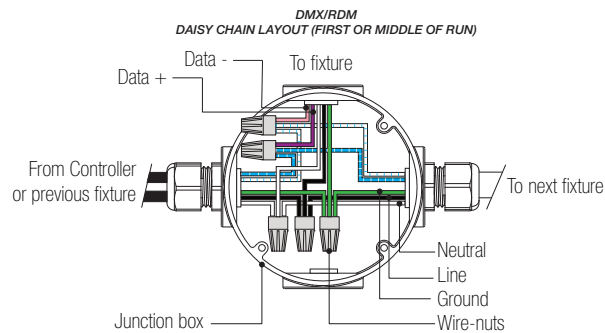 DMX/RDM
DAISY CHAIN LAYOUT (FIRST OR MIDDLE OF RUN)
Data -
Data +
To fixture
From Controller
or previous fixture
To next fixture
Neutral
Line
Ground
Wire-nuts
Junction box